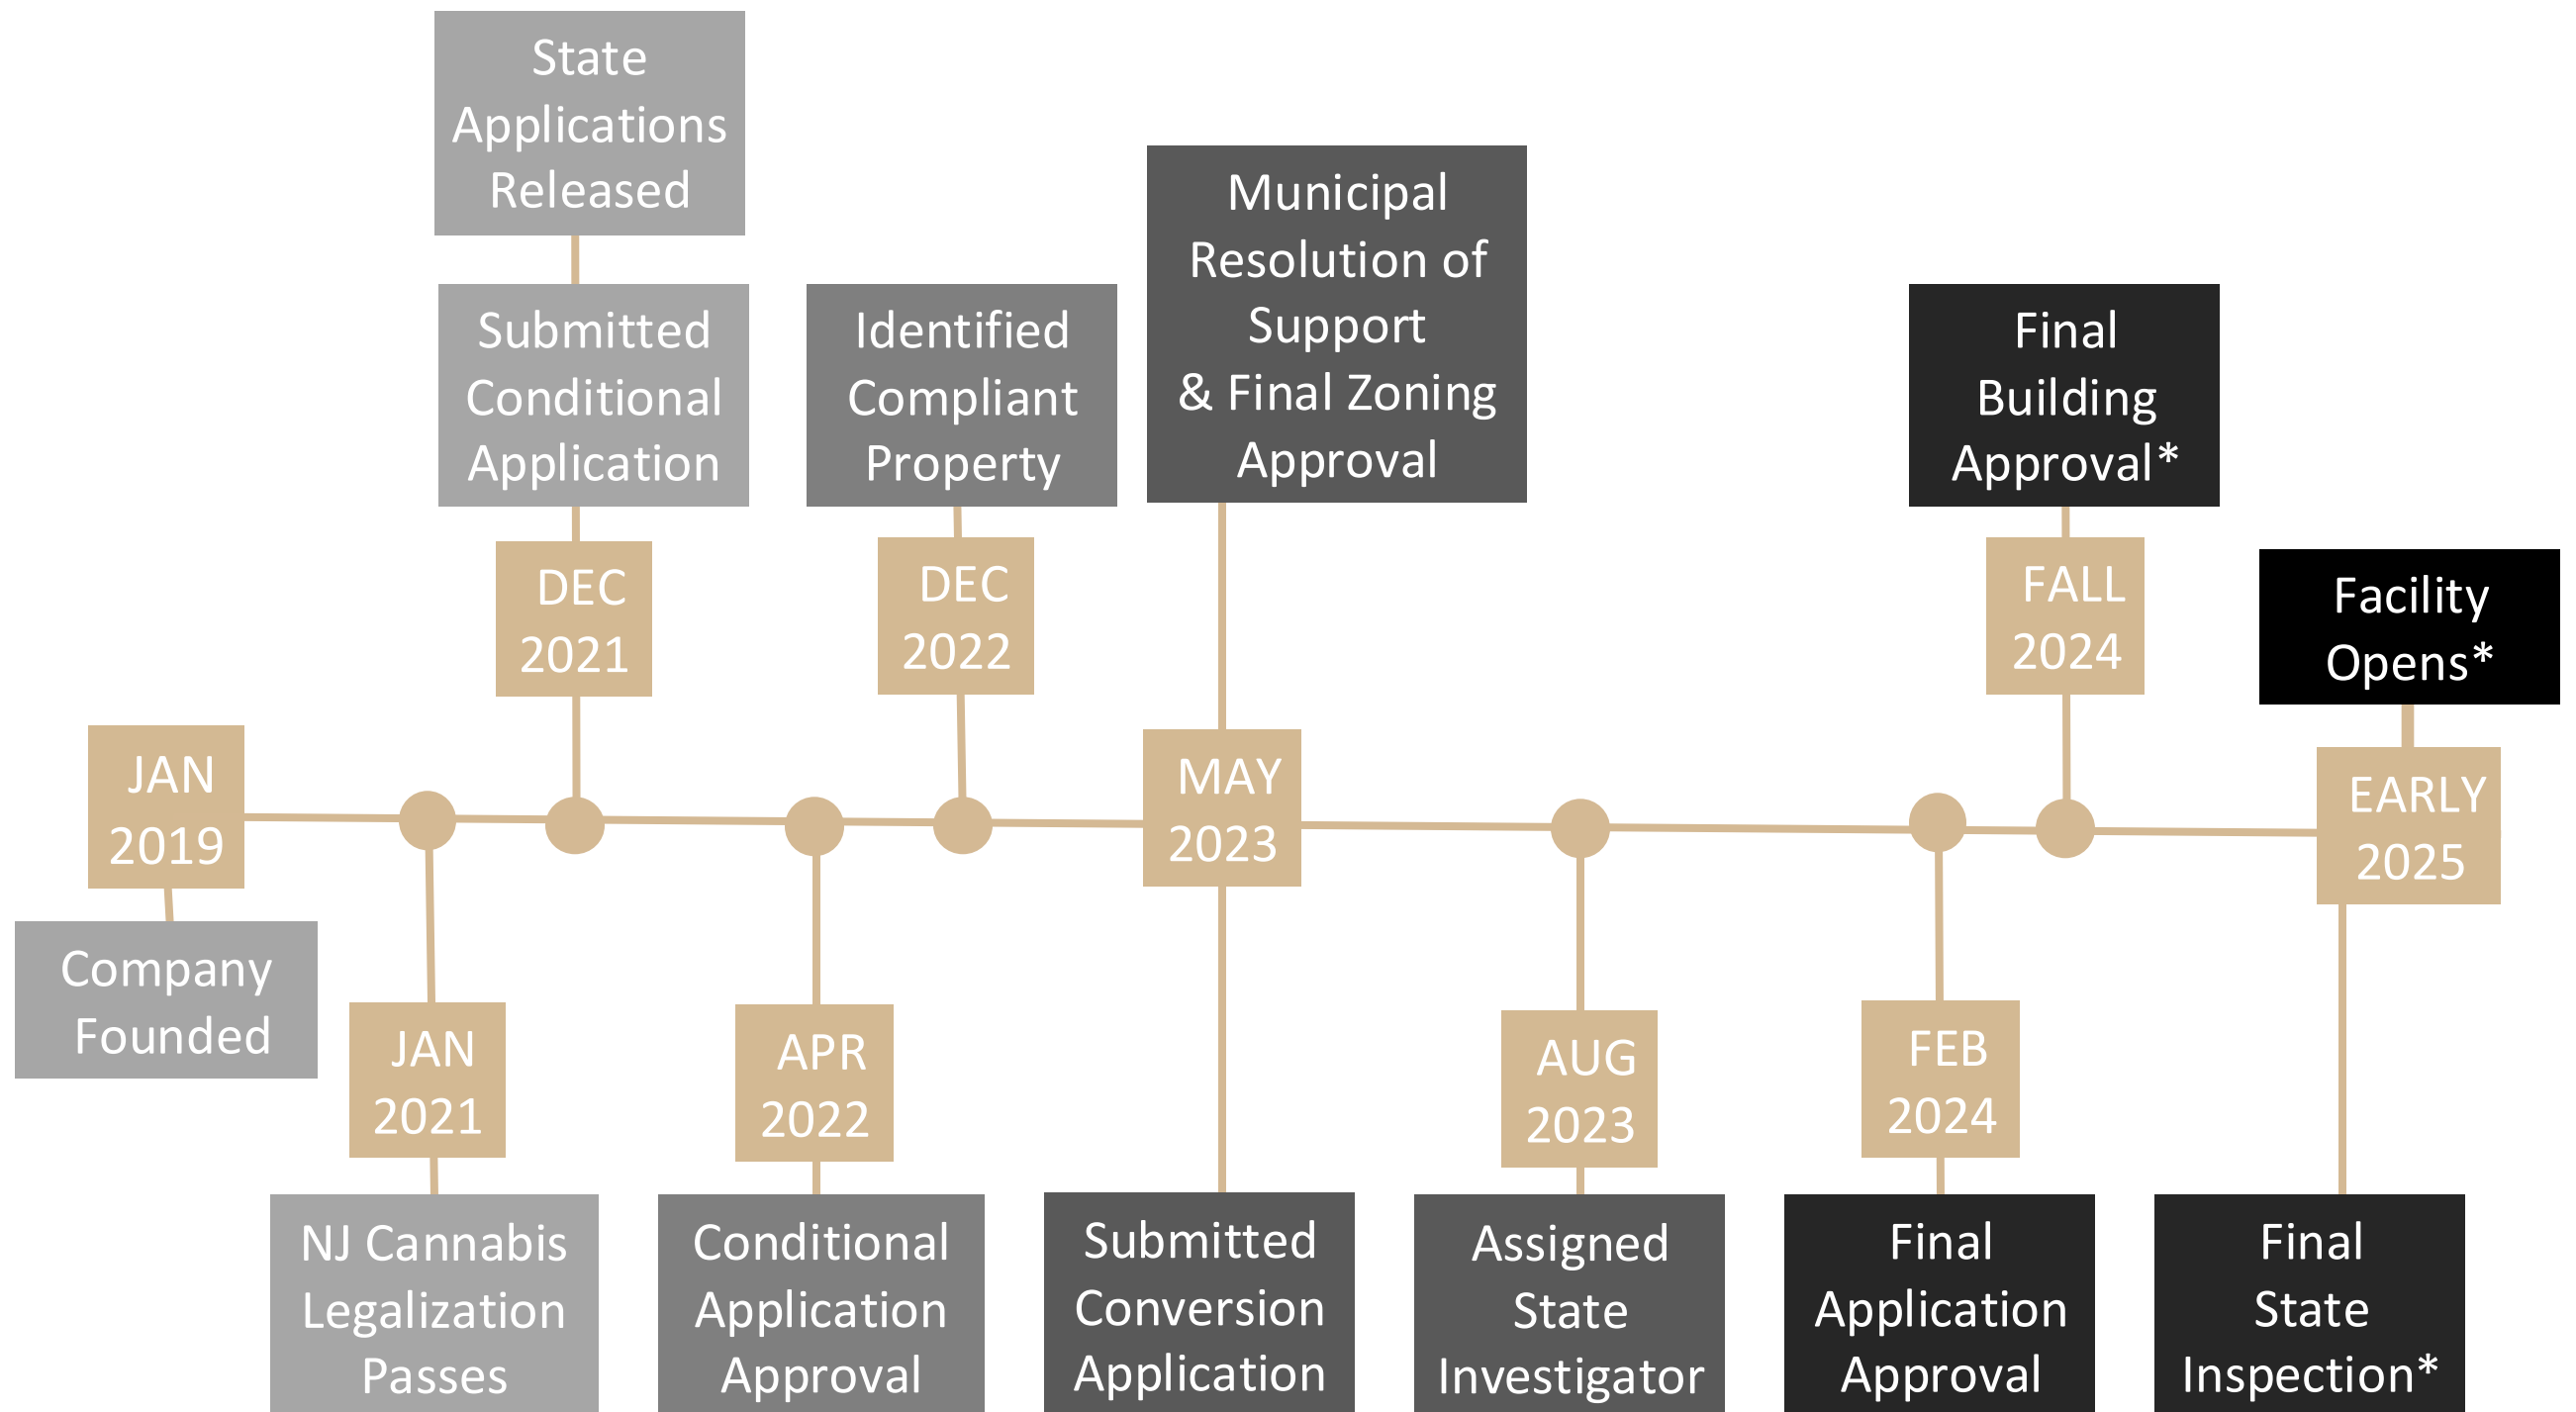 State
Applications
Released
Submitted
Conditional
Application
DEC
2021
Identified
Compliant
Property
DEC
2022
Municipal
Resolution of
Support
& Final Zoning
Approval
MAY
2023
Final
Building
Approval*
FALL
2024
Facility
Opens*
EARLY
2025
JAN
2019
Company
Founded
JAN
2021
NJ Cannabis
Legalization
Passes
APR
2022
Conditional
Application
Approval
Submitted
Conversion
Application
AUG
2023
Assigned
State
Investigator
FEB
2024
Final
Application
Approval
Final
State
Inspection*